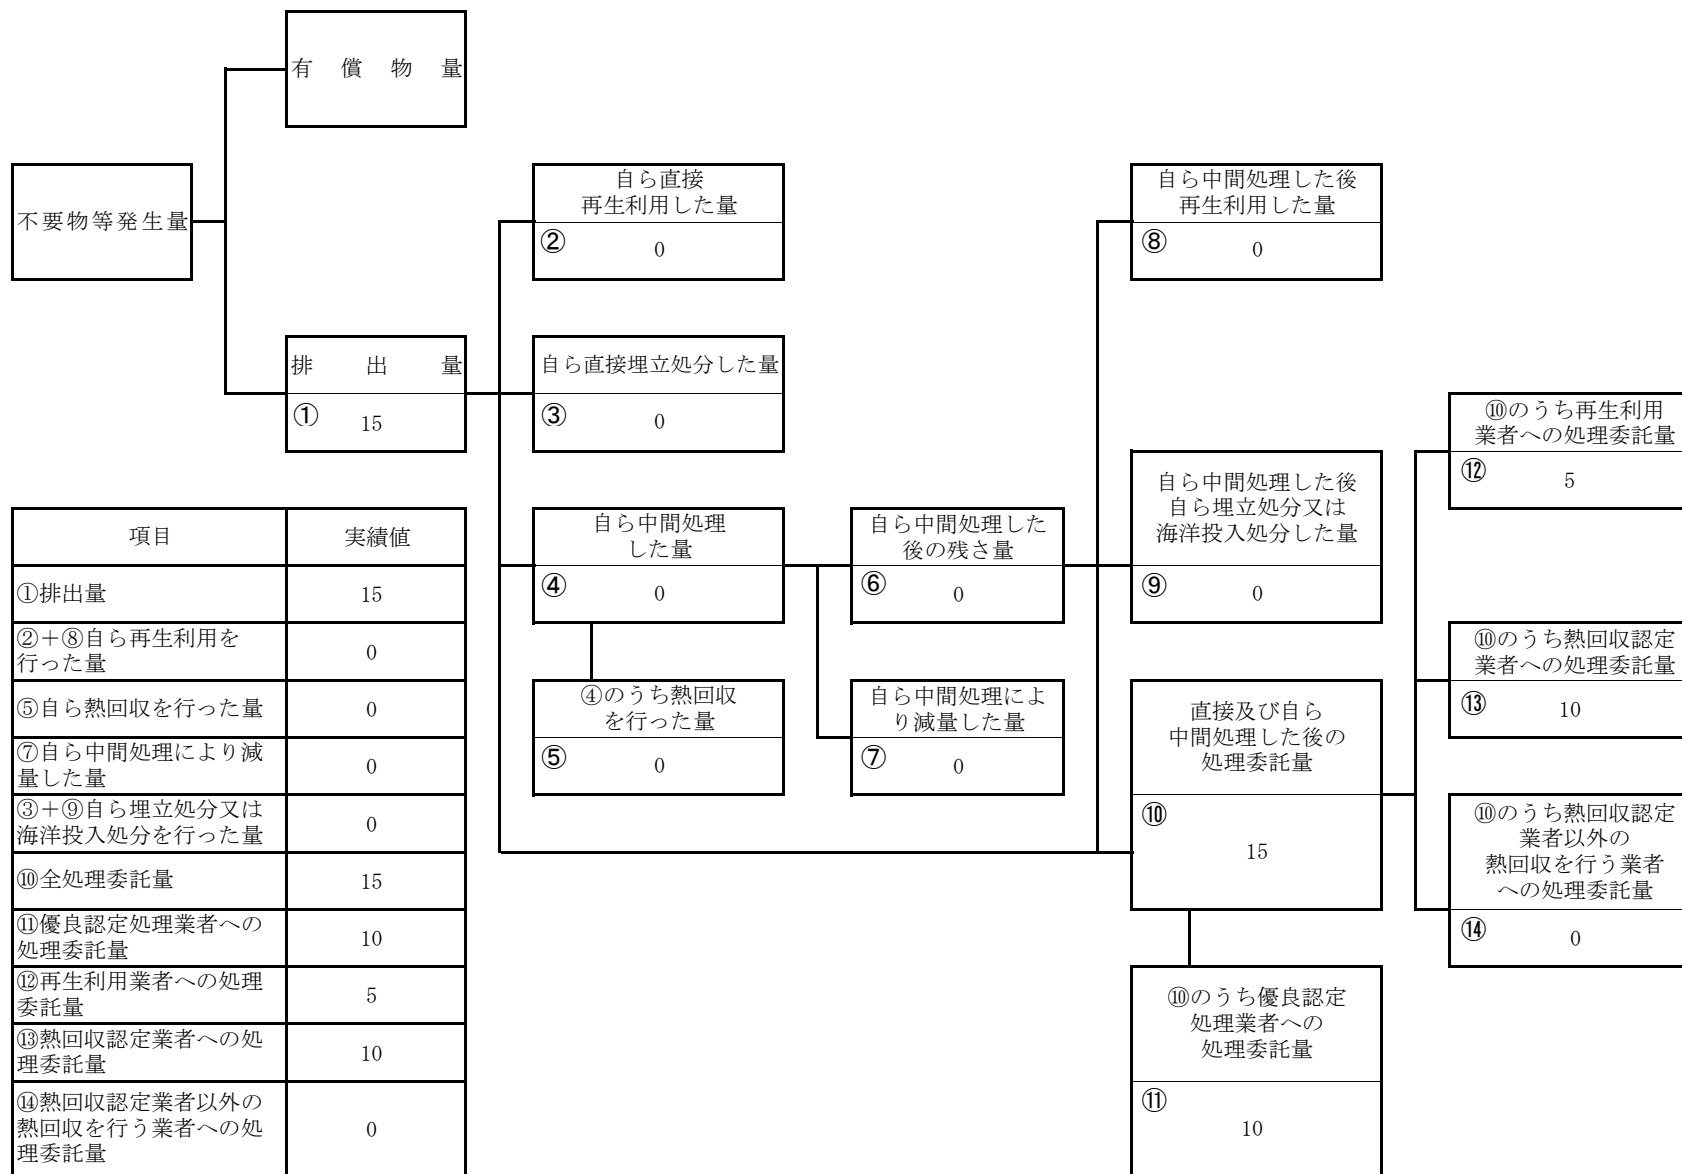 有償物量
不要物等発生量
排出量
① 15
自ら直接
再生利用した量
② 0
自ら直接埋立処分した量
③ 0
自ら中間処理
した量
④ 0
④のうち熱回収
を行った量
⑤ 0
自ら中間処理した
後の残さ量
⑥ 0
自ら中間処理によ
り減量した量
⑦ 0
自ら中間処理した後
再生利用した量
⑧ 0
自ら中間処理した後
自ら埋立処分又は
海洋投入処分した量
⑨ 0
直接及び自ら
中間処理した後の
処理委託量
⑩
15
⑩のうち優良認定
処理業者への
処理委託量
⑪
10
⑩のうち再生利用
業者への処理委託量
⑫ 5
⑩のうち熱回収認定
業者への処理委託量
⑬ 10
⑩のうち熱回収認定
業者以外の
熱回収を行う業者
への処理委託量
⑭ 0
項目 実績値
①排出量 15
②+⑧自ら再生利用を
行った量 0
⑤自ら熱回収を行った量 0
⑦自ら中間処理により減
量した量 0
③+⑨自ら埋立処分又は
海洋投入処分を行った量 0
⑩全処理委託量 15
⑪優良認定処理業者への
処理委託量 10
⑫再生利用業者への処理
委託量 5
⑬熱回収認定業者への処
理委託量 10
⑭熱回収認定業者以外の
熱回収を行う業者への処 0
理委託量